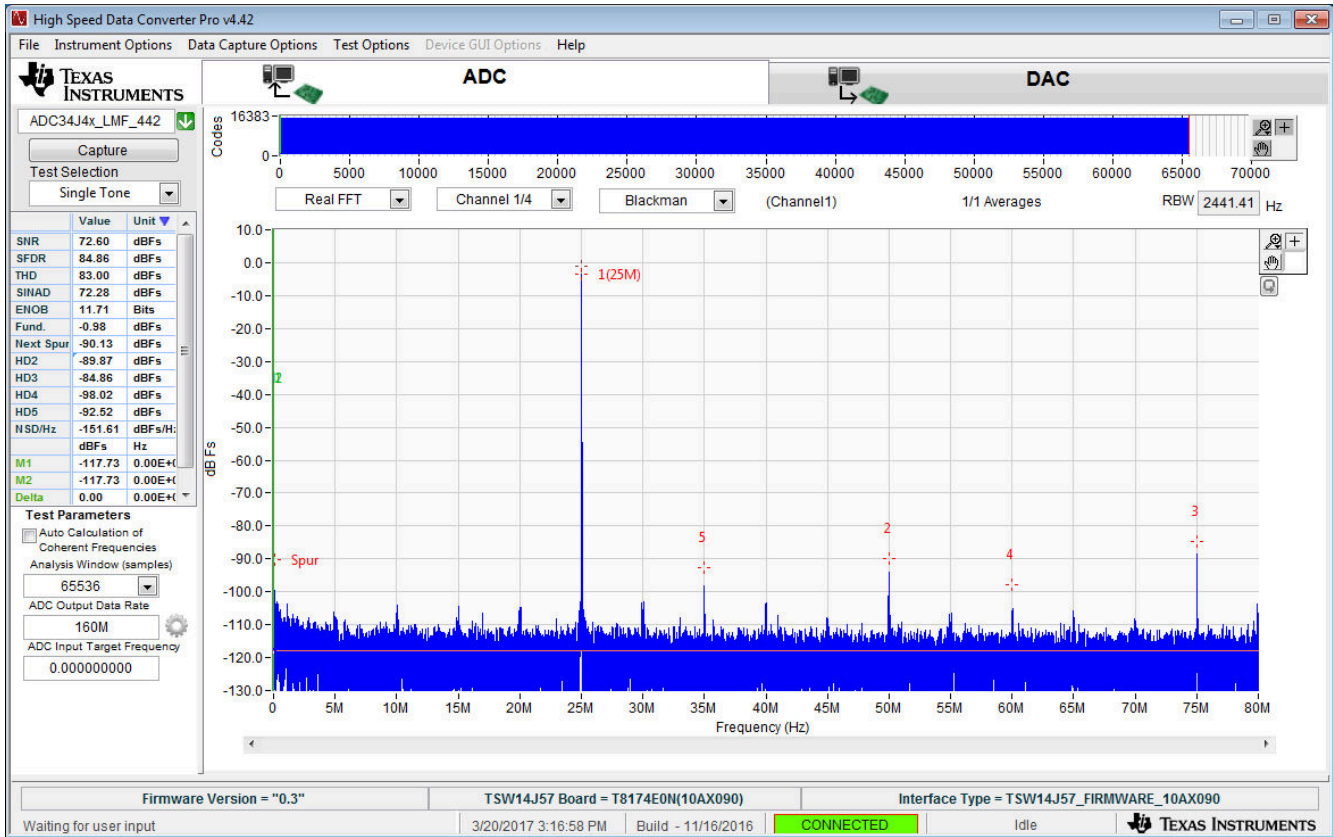 High Speed Data Converter Pro v4.42
File Instrument Options Data Capture Options Test Options Device GUI Options Help
TEXAS INSTRUMENTS
ADC
DAC
ADC34J4x_LMF_442
Capture
Test Selection
Single Tone
Value Unit
SNR 72.60 dBFs
SFDR 84.86 dBFs
THD 83.00 dBFs
SINAD 72.28 dBFs
ENOB 11.71 Bits
Fund. -0.98 dBFs
Next Spur -90.13 dBFs
HD2 -89.87 dBFs
HD3 -84.86 dBFs
HD4 -98.02 dBFs
HD5 -92.52 dBFs
NSD/Hz -151.61 dBFs/H
dBFs Hz
M1 -117.73 0.00E+(
M2 -117.73 0.00E+(
Delta 0.00 0.00E+(
Test Parameters
Auto Calculation of
Coherent Frequencies
Analysis Window (samples)
65536
ADC Output Data Rate
160M
ADC Input Target Frequency
0.000000000
Codes
16383
0
0 5000 10000 15000 20000 25000 30000 35000 40000 45000 50000 55000 60000 65000 70000
Real FFT Channel 1/4 Blackman (Channel1) 1/1 Averages RBW 2441.41 Hz
dB Fs
10.0
0.0
-10.0
-20.0
-30.0
-40.0
-50.0
-60.0
-70.0
-80.0
-90.0
-100.0
-110.0
-120.0
-130.0
1(25M)
Spur
5
2
4
3
0 5M 10M 15M 20M 25M 30M 35M 40M 45M 50M 55M 60M 65M 70M 75M 80M
Frequency (Hz)
Firmware Version = "0.3"
TSW14J57 Board = T8174E0N(10AX090)
Interface Type = TSW14J57_FIRMWARE_10AX090
Waiting for user input
3/20/2017 3:16:58 PM
Build - 11/16/2016
CONNECTED
Idle
TEXAS INSTRUMENTS